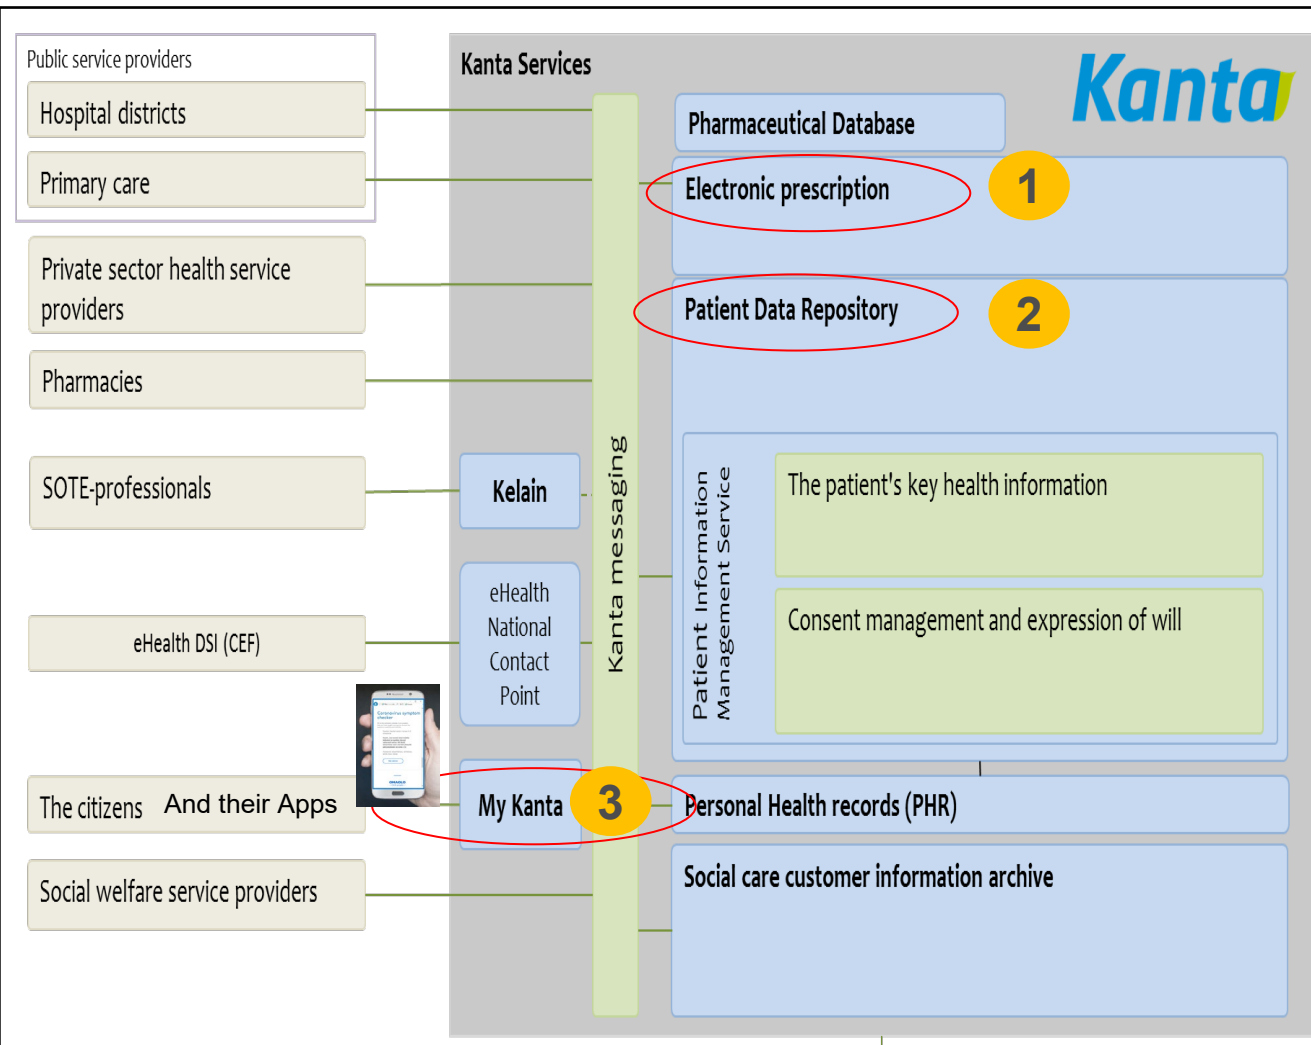 Public service providers
Hospital districts
Primary care
Private sector health service
providers
Pharmacies
SOTE-professionals
eHealth DSI (CEF)
The citizens And their Apps
Social welfare service providers
Kanta Services
Kanta
Kelain
eHealth
National
Contact
Point
My Kanta
3
Kanta messaging
Pharmaceutical Database
Electronic prescription
1
Patient Data Repository
2
Patient Information
Management Service
The patient's key health information
Consent management and expression of will
Personal Health records (PHR)
Social care customer information archive
Coronavirus symptom
checker